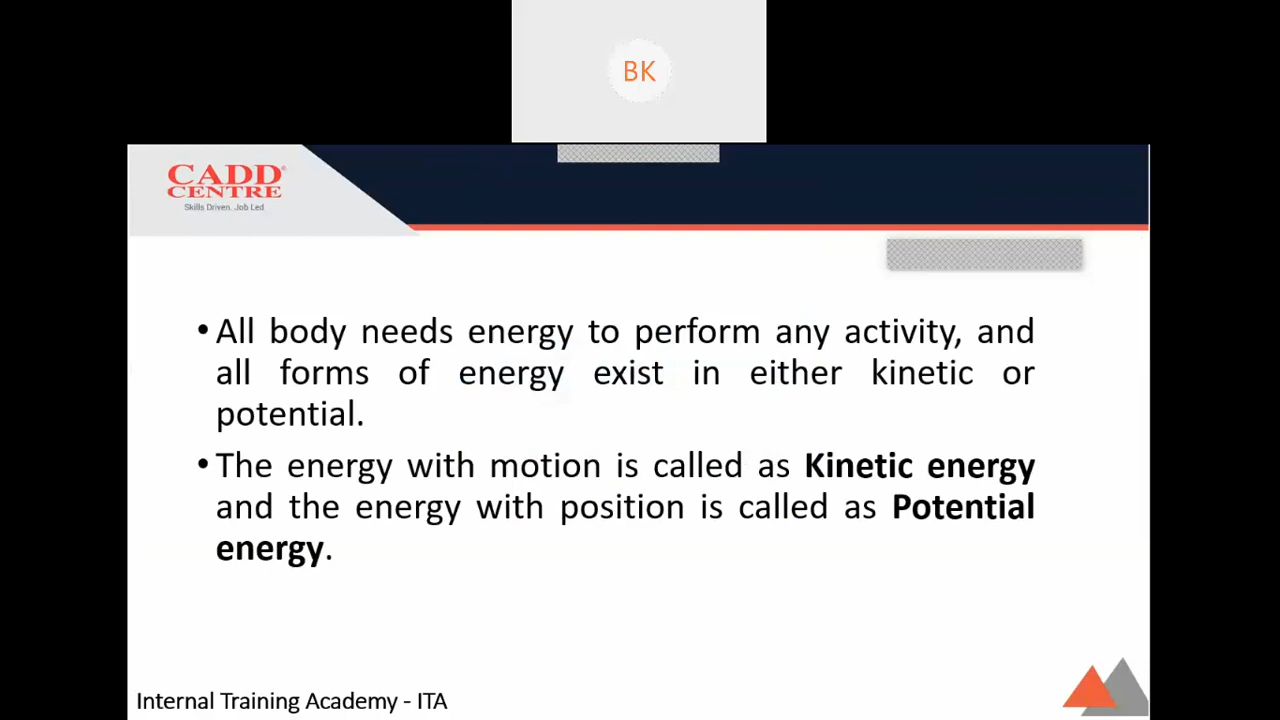 BK
CADD
CENTRE
Skills Driven. Job Led
• All body needs energy to perform any activity, and
all forms of energy exist in either kinetic or
potential.
• The energy with motion is called as Kinetic energy
and the energy with position is called as Potential
energy.
Internal Training Academy - ITA